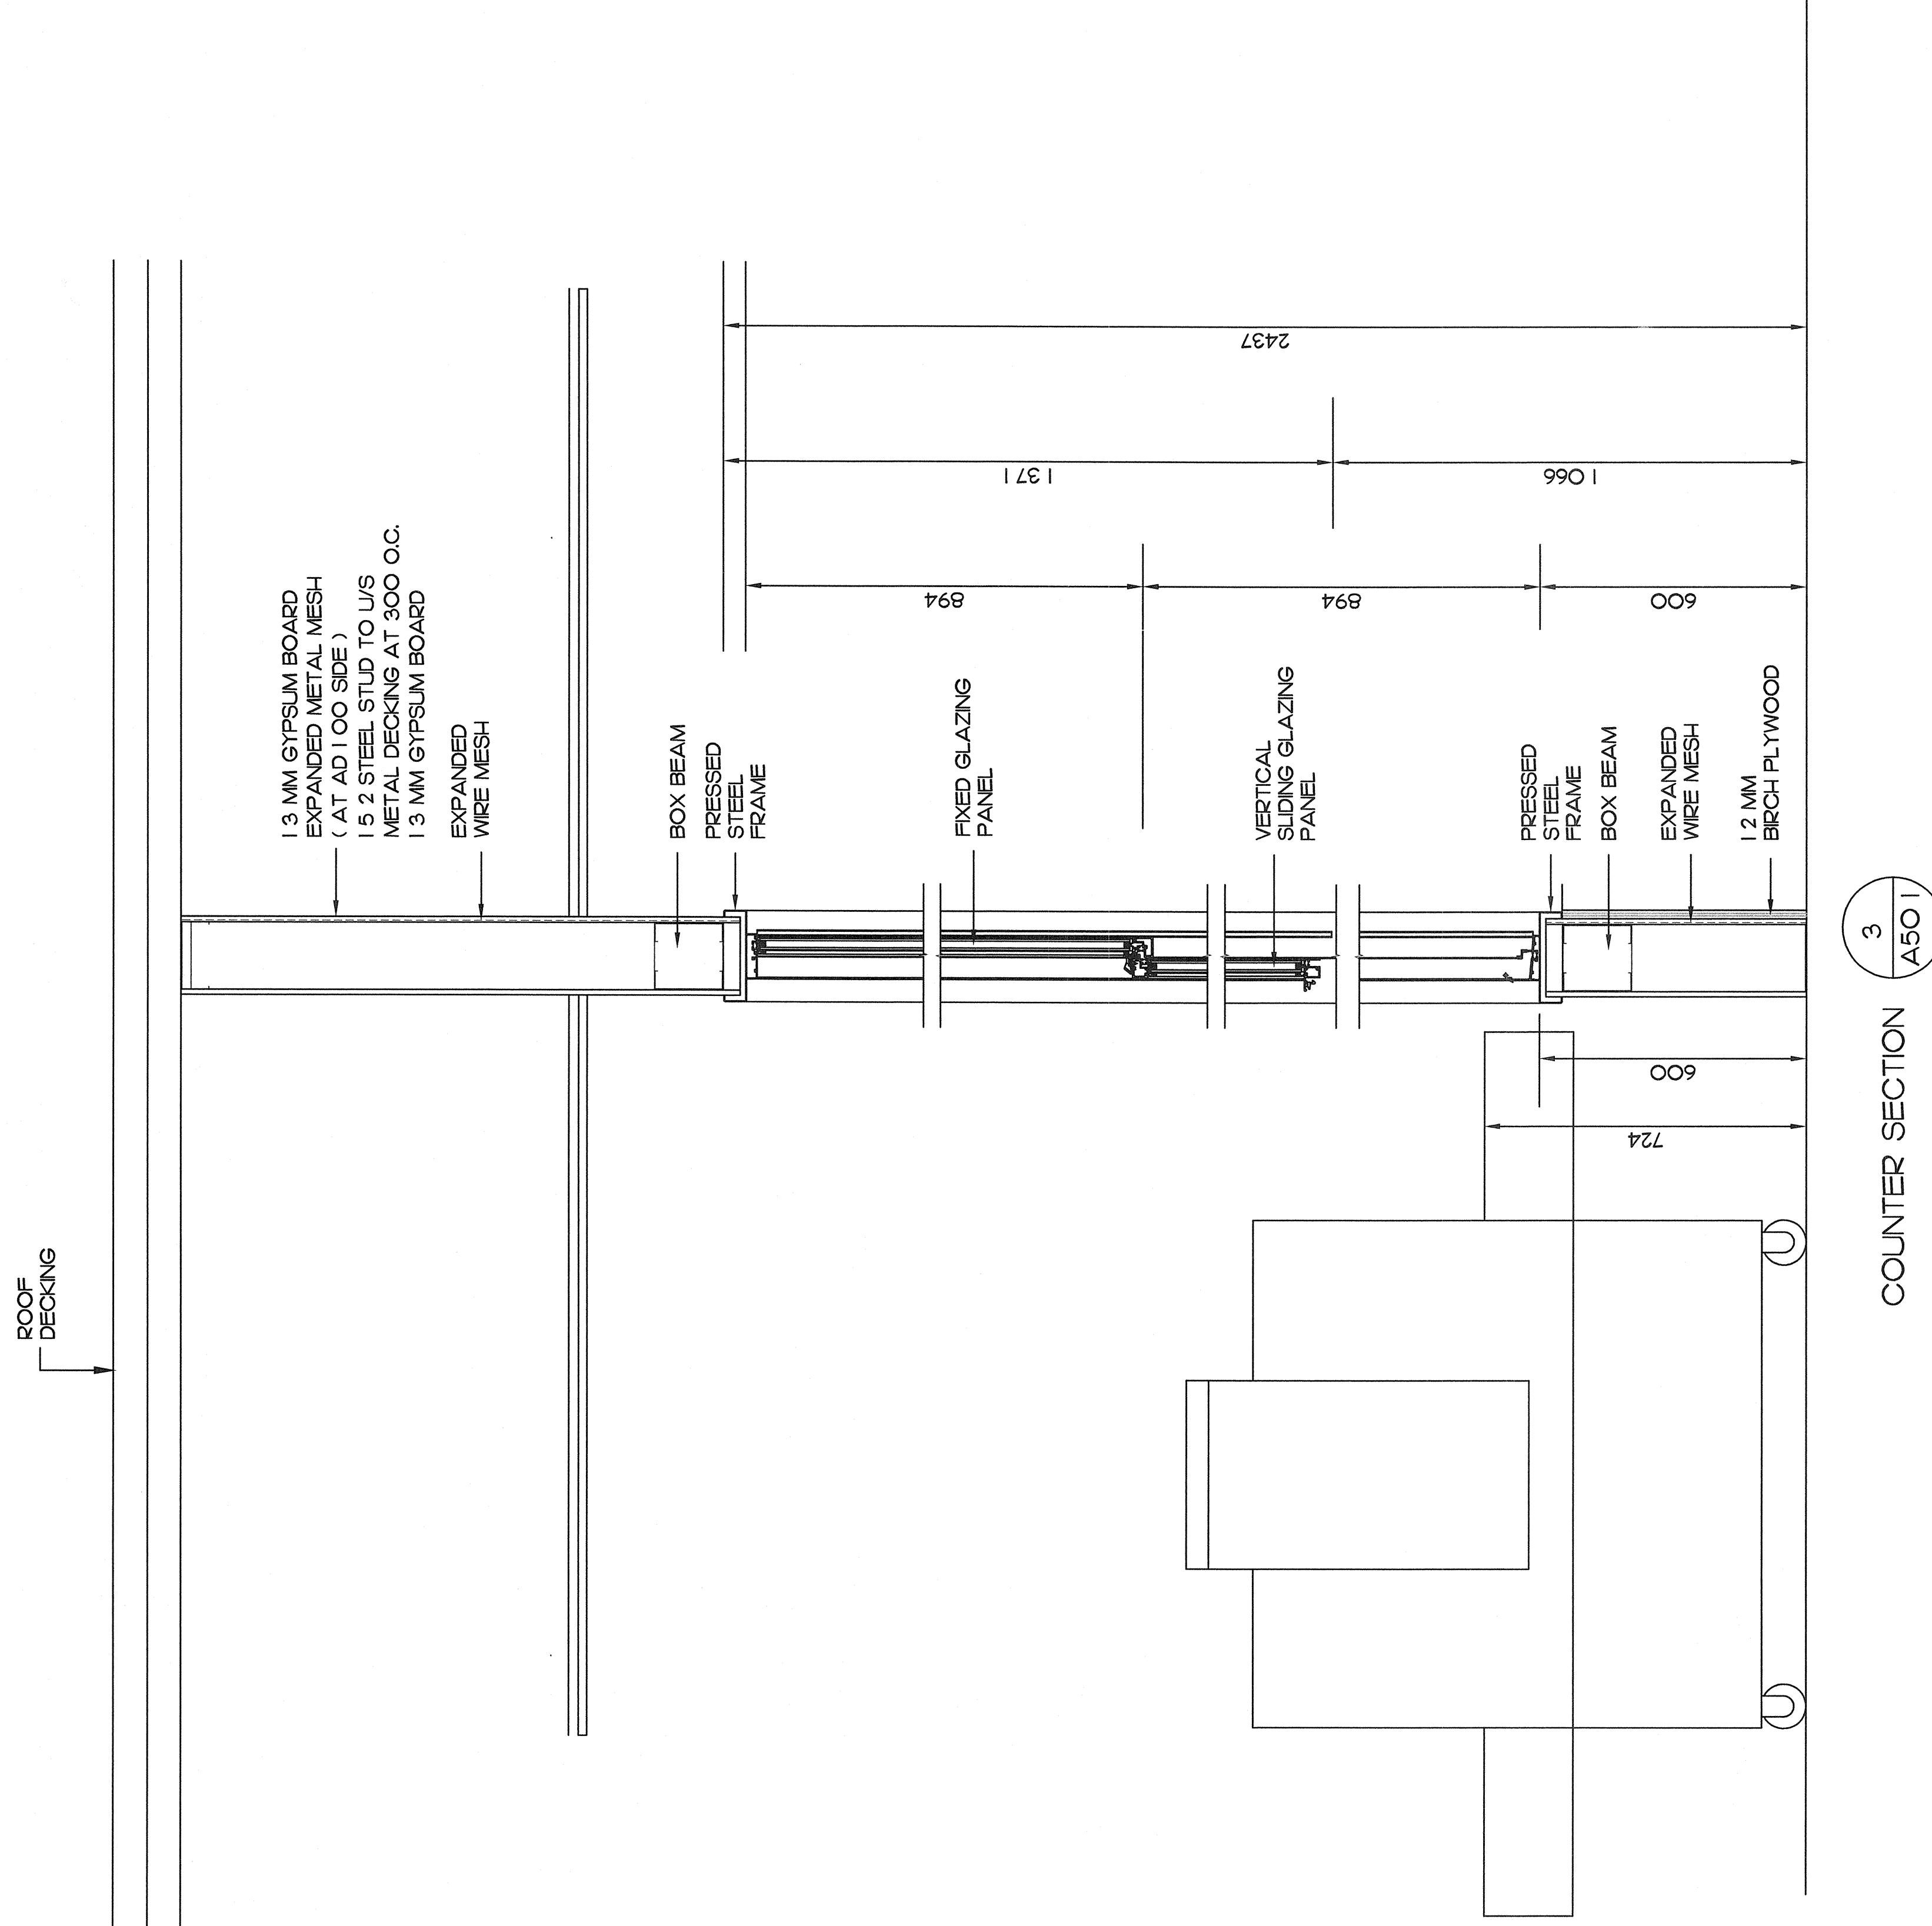 ROOF
DECKING
13 MM GYPSUM BOARD
EXPANDED METAL MESH
( AT AD100 SIDE )
152 STEEL STUD TO U/S
METAL DECKING AT 300 O.C.
13 MM GYPSUM BOARD
EXPANDED
WIRE MESH
BOX BEAM
PRESSED
STEEL
FRAME
FIXED GLAZING
PANEL
VERTICAL
SLIDING GLAZING
PANEL
PRESSED
STEEL
FRAME
BOX BEAM
EXPANDED
WIRE MESH
12 MM
BIRCH PLYWOOD
2437
1371
1066
894
894
600
600
724
COUNTER SECTION
3
A501